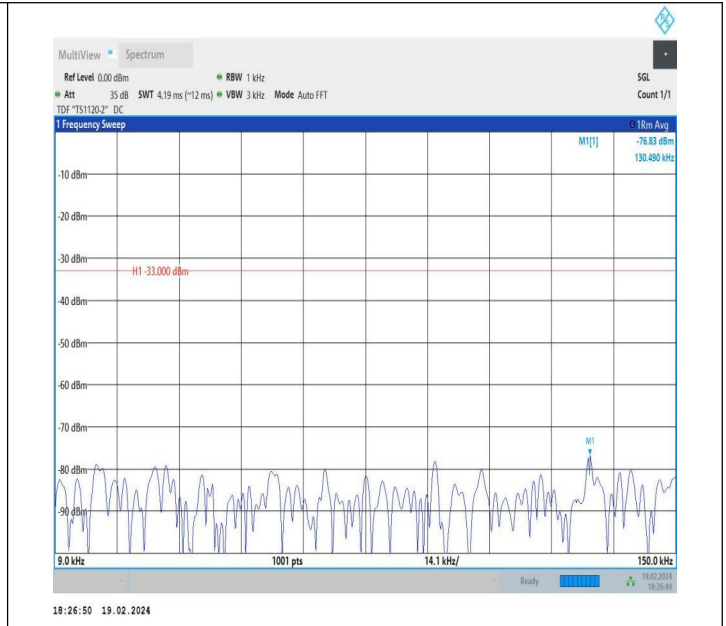 R S
MultiView Spectrum
Ref Level 0.00 dBm RBW 1 kHz SGL
Att 35 dB SWT 4.19 ms (~12 ms) VBW 3 kHz Mode Auto FFT Count 1/1
TDF "TS1120-2" DC
1 Frequency Sweep 1Rm Avg
M1[1] -76.83 dBm
130.490 kHz
-10 dBm
-20 dBm
-30 dBm
H1 -33.000 dBm
-40 dBm
-50 dBm
-60 dBm
-70 dBm
M1
-80 dBm
-90 dBm
9.0 kHz 1001 pts 14.1 kHz/ 150.0 kHz
Ready 19.02.2024
18:26:49
18:26:50 19.02.2024